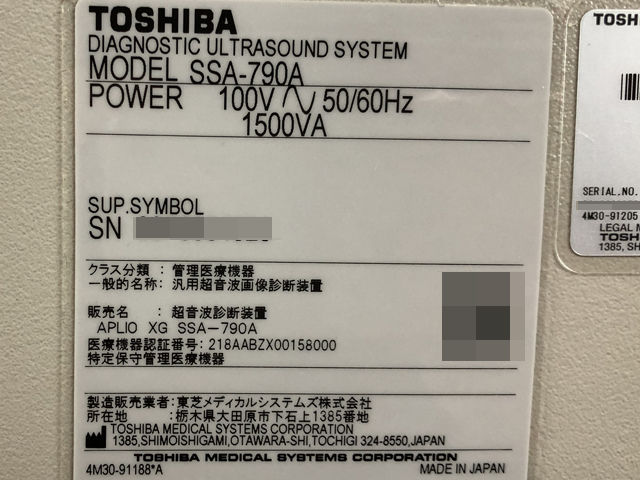 TOSHIBA
DIAGNOSTIC ULTRASOUND SYSTEM
MODEL SSA-790A
POWER 100V∿50/60Hz
1500VA
SUP.SYMBOL
SN
クラス分類 : 管理医療機器
一般的名称: 汎用超音波画像診断装置
販売名 : 超音波診断装置
APLIO XG SSA-790A
医療機器認証番号: 218AABZX00158000
特定保守管理医療機器
製造販売業者:東芝メディカルシステムズ株式会社
所在地 :栃木県大田原市下石上1385番地
TOSHIBA MEDICAL SYSTEMS CORPORATION
1385,SHIMOISHIGAMI,OTAWARA-SHI,TOCHIGI 324-8550,JAPAN
TOSHIBA MEDICAL SYSTEMS CORPORATION
4M30-91188*A MADE IN JAPAN
TOSHI
SERIAL.NO.
4M30-91205
LEGAL M
TOSH
1385, SH